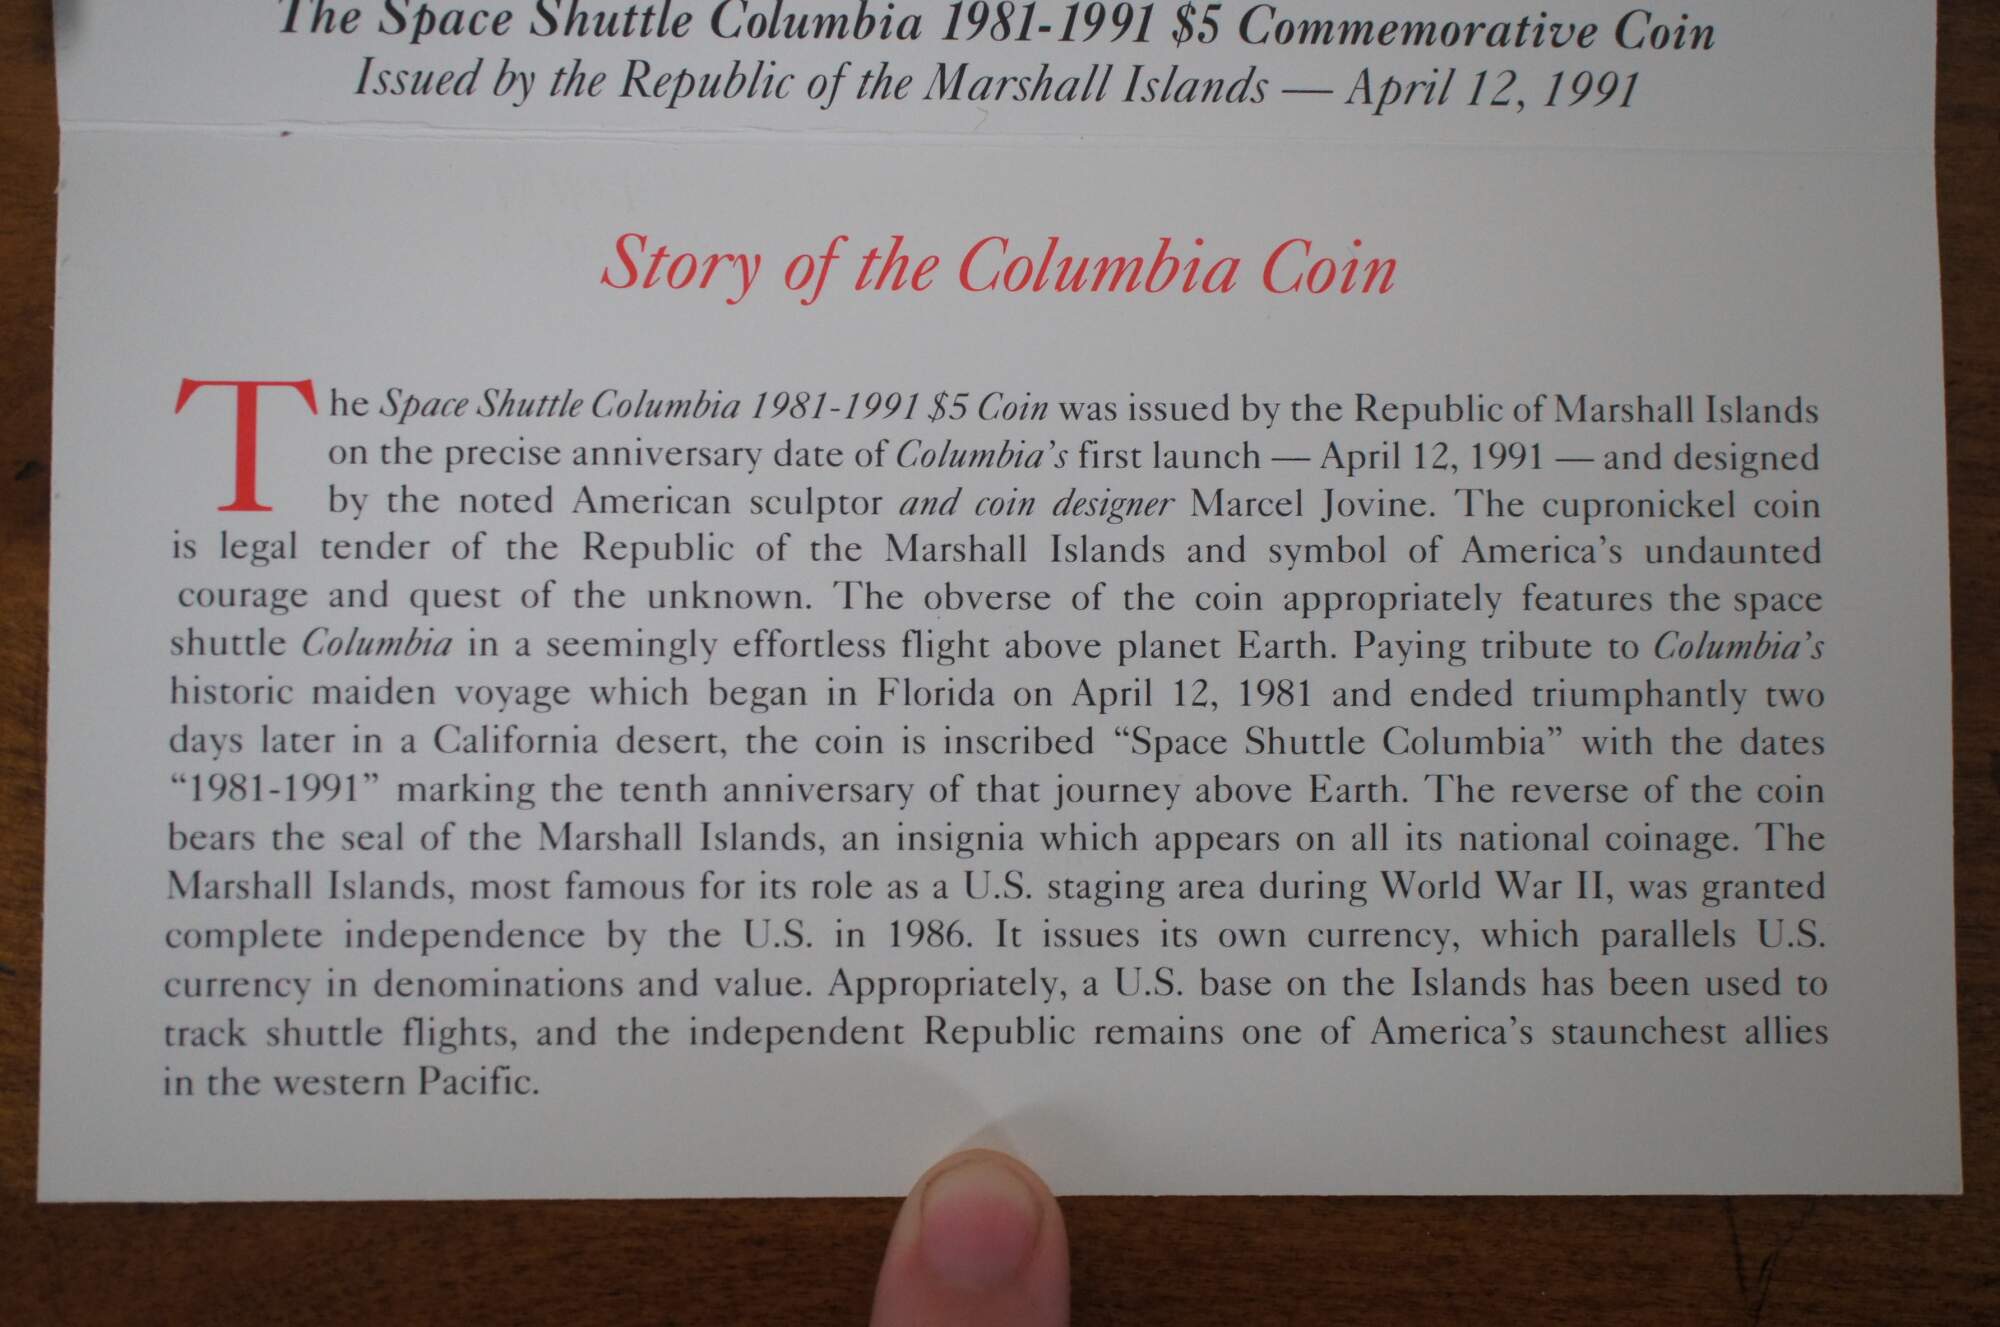 The Space Shuttle Columbia 1981-1991 $5 Commemorative Coin
Issued by the Republic of the Marshall Islands — April 12, 1991
Story of the Columbia Coin
The Space Shuttle Columbia 1981-1991 $5 Coin was issued by the Republic of Marshall Islands
on the precise anniversary date of Columbia's first launch — April 12, 1991 — and designed
by the noted American sculptor and coin designer Marcel Jovine. The cupronickel coin
is legal tender of the Republic of the Marshall Islands and symbol of America's undaunted
courage and quest of the unknown. The obverse of the coin appropriately features the space
shuttle Columbia in a seemingly effortless flight above planet Earth. Paying tribute to Columbia's
historic maiden voyage which began in Florida on April 12, 1981 and ended triumphantly two
days later in a California desert, the coin is inscribed “Space Shuttle Columbia” with the dates
“1981-1991” marking the tenth anniversary of that journey above Earth. The reverse of the coin
bears the seal of the Marshall Islands, an insignia which appears on all its national coinage. The
Marshall Islands, most famous for its role as a U.S. staging area during World War II, was granted
complete independence by the U.S. in 1986. It issues its own currency, which parallels U.S.
currency in denominations and value. Appropriately, a U.S. base on the Islands has been used to
track shuttle flights, and the independent Republic remains one of America's staunchest allies
in the western Pacific.